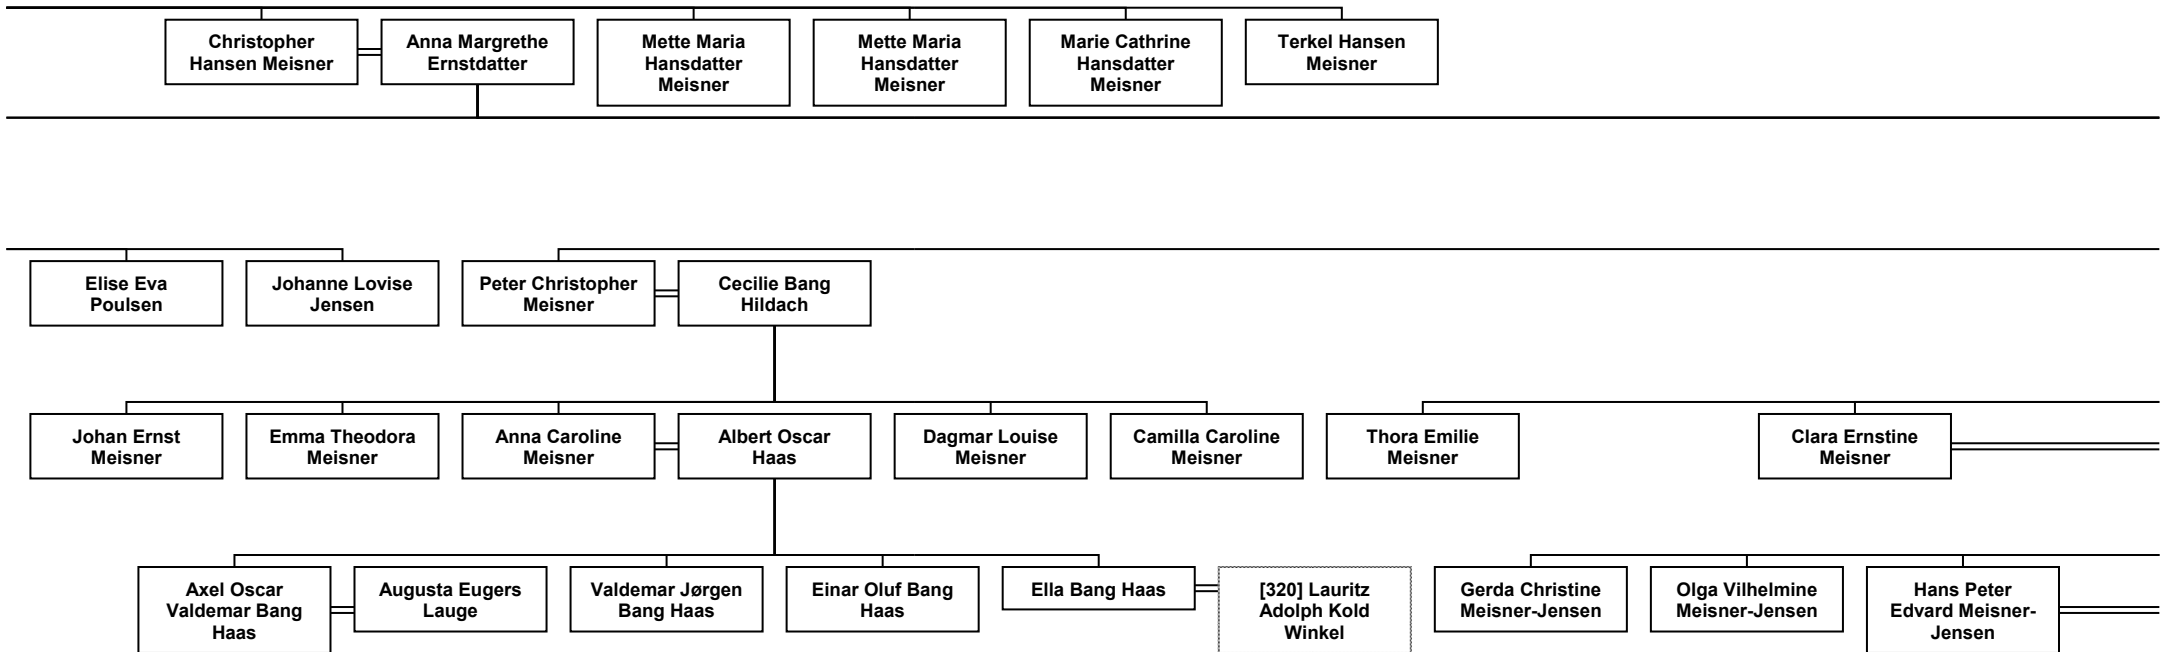 Christopher
Hansen Meisner
Anna Margrethe
Ernstdatter
Mette Maria
Hansdatter
Meisner
Mette Maria
Hansdatter
Meisner
Marie Cathrine
Hansdatter
Meisner
Terkel Hansen
Meisner
Elise Eva
Poulsen
Johanne Lovise
Jensen
Peter Christopher
Meisner
Cecilie Bang
Hildach
Johan Ernst
Meisner
Emma Theodora
Meisner
Anna Caroline
Meisner
Albert Oscar
Haas
Dagmar Louise
Meisner
Camilla Caroline
Meisner
Thora Emilie
Meisner
Clara Ernstine
Meisner
Axel Oscar
Valdemar Bang
Haas
Augusta Eugers
Lauge
Valdemar Jørgen
Bang Haas
Einar Oluf Bang
Haas
Ella Bang Haas
[320] Lauritz
Adolph Kold
Winkel
Gerda Christine
Meisner-Jensen
Olga Vilhelmine
Meisner-Jensen
Hans Peter
Edvard Meisner-
Jensen